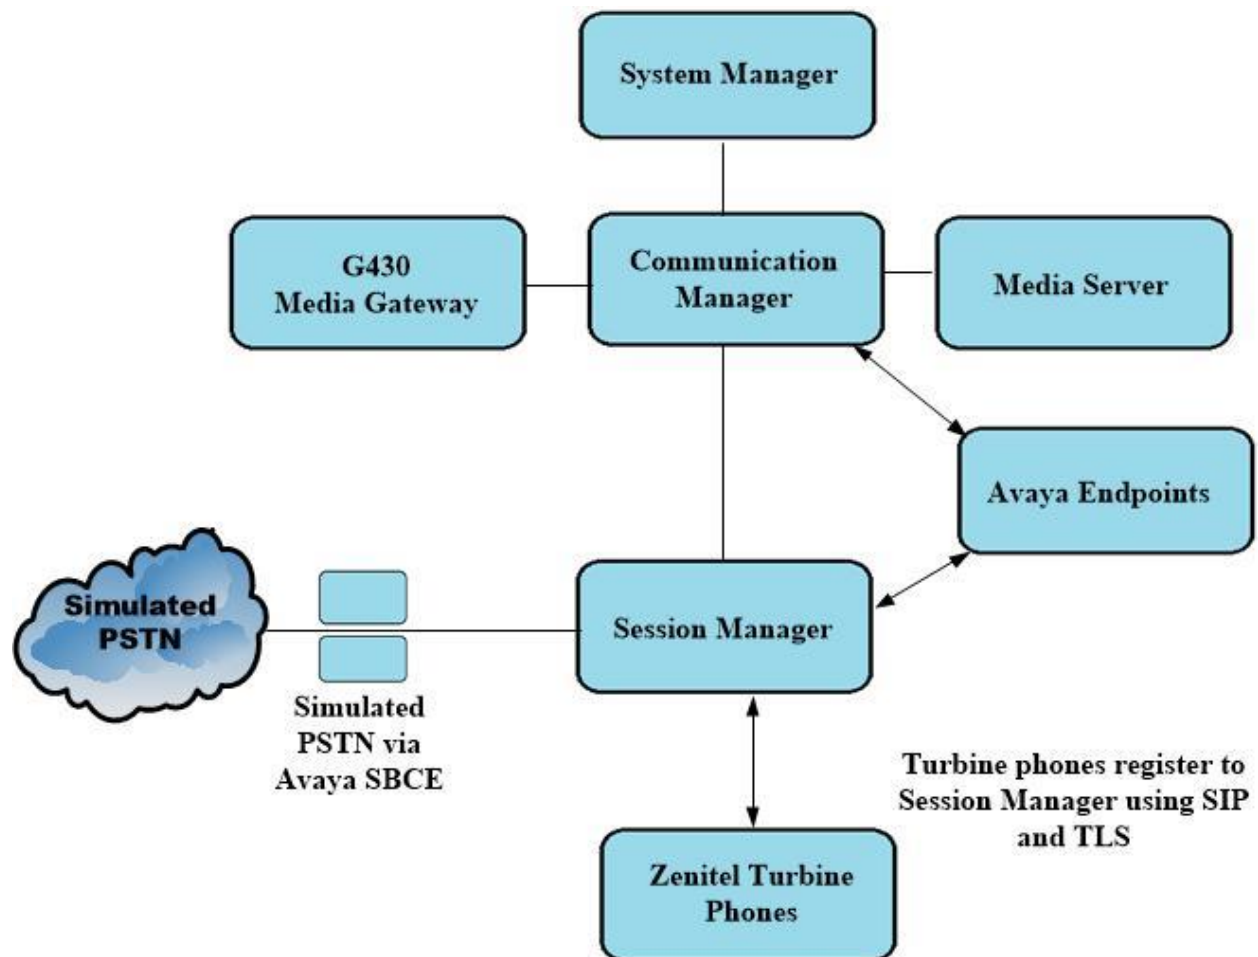 System Manager
G430
Media Gateway
Communication
Manager
Media Server
Avaya Endpoints
Simulated
PSTN
Session Manager
Simulated
PSTN via
Avaya SBCE
Turbine phones register to
Session Manager using SIP
and TLS
Zenitel Turbine
Phones